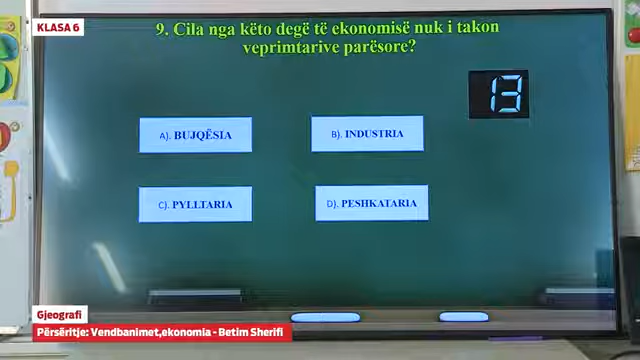 KLASA 6
9. Cila nga këto degë të ekonomisë nuk i takon
veprimtarive parësore?
13
A). BUJQËSIA
B). INDUSTRIA
C). PYLLTARIA
D). PESHKATARIA
Gjeografi
Përsëritje: Vendbanimet,ekonomia - Betim Sherifi